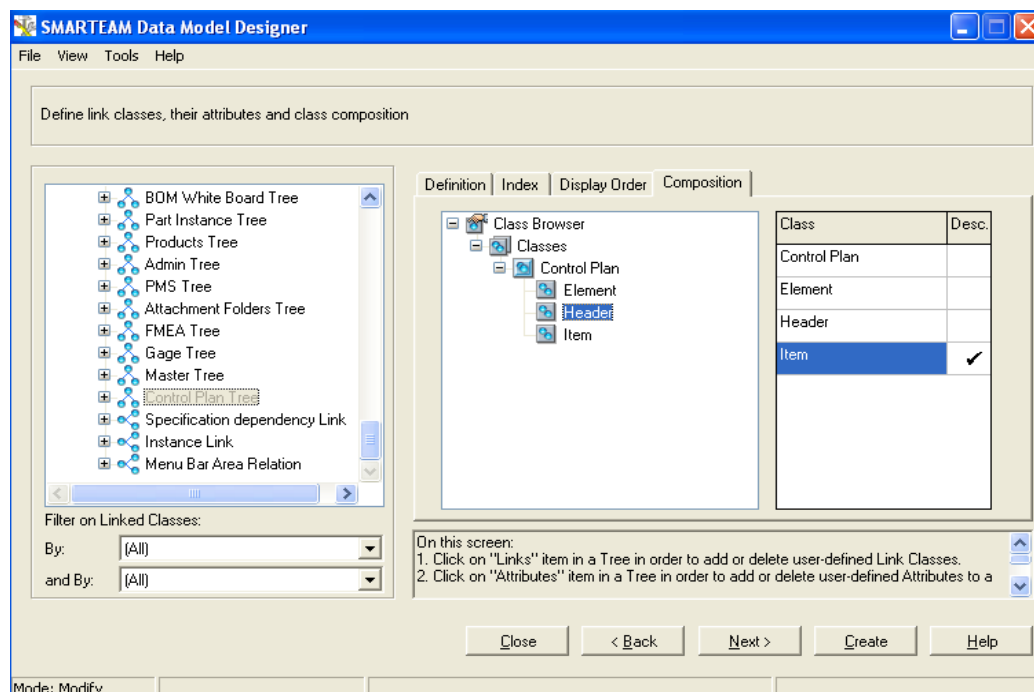 SMARTEAM Data Model Designer
File View Tools Help
Define link classes, their attributes and class composition
BOM White Board Tree
Part Instance Tree
Products Tree
Admin Tree
PMS Tree
Attachment Folders Tree
FMEA Tree
Gage Tree
Master Tree
Control Plan Tree
Specification dependency Link
Instance Link
Menu Bar Area Relation
Filter on Linked Classes:
By: (All)
and By: (All)
Definition Index Display Order Composition
Class Browser
Classes
Control Plan
Element
Header
Item
Class Desc.
Control Plan
Element
Header
Item
On this screen:
1. Click on "Links" item in a Tree in order to add or delete user-defined Link Classes.
2. Click on "Attributes" item in a Tree in order to add or delete user-defined Attributes to a
Close < Back Next > Create Help
Mode: Modify